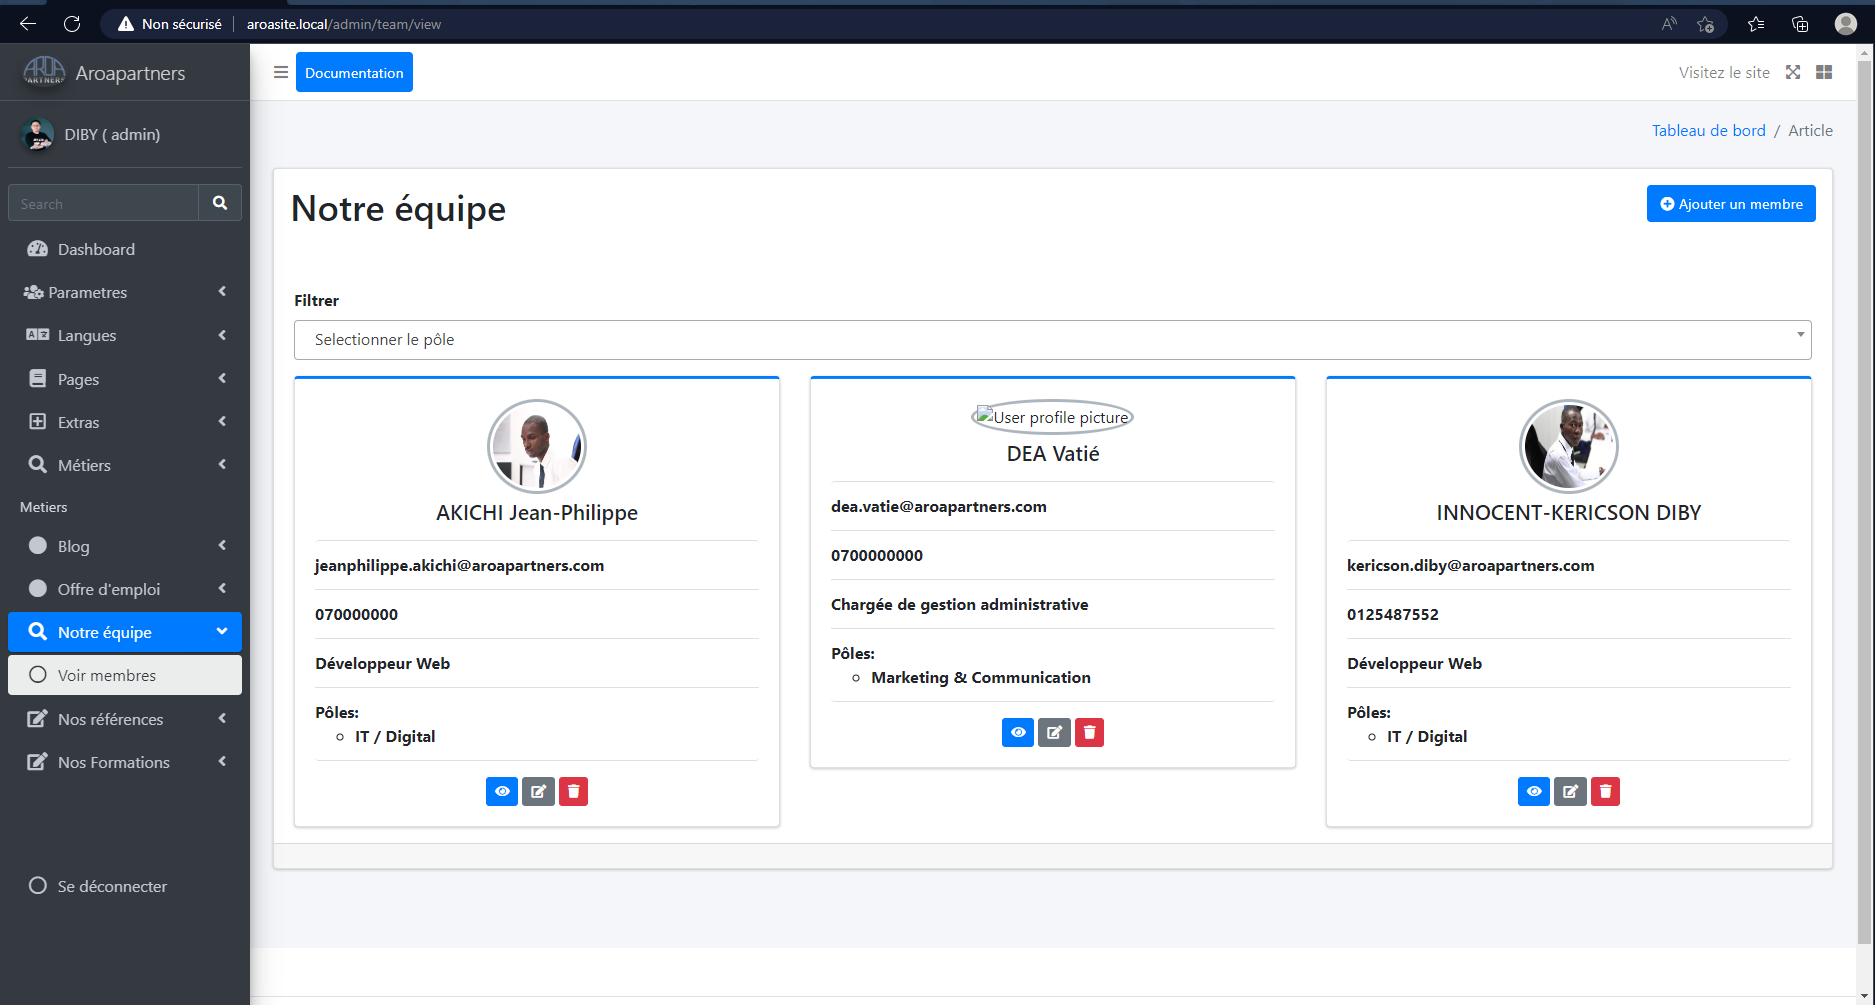 Non sécurisé
aroasite.local/admin/team/view
Aroapartners
Documentation
Visitez le site
DIBY ( admin)
Tableau de bord / Article
Search
Dashboard
Parametres
Langues
Pages
Extras
Métiers
Metiers
Blog
Offre d'emploi
Notre équipe
Voir membres
Nos références
Nos Formations
Se déconnecter
Notre équipe
Ajouter un membre
Filtrer
Selectionner le pôle
AKICHI Jean-Philippe
jeanphilippe.akichi@aroapartners.com
070000000
Développeur Web
Pôles:
IT / Digital
User profile picture
DEA Vatié
dea.vatie@aroapartners.com
0700000000
Chargée de gestion administrative
Pôles:
Marketing & Communication
INNOCENT-KERICSON DIBY
kericson.diby@aroapartners.com
0125487552
Développeur Web
Pôles:
IT / Digital